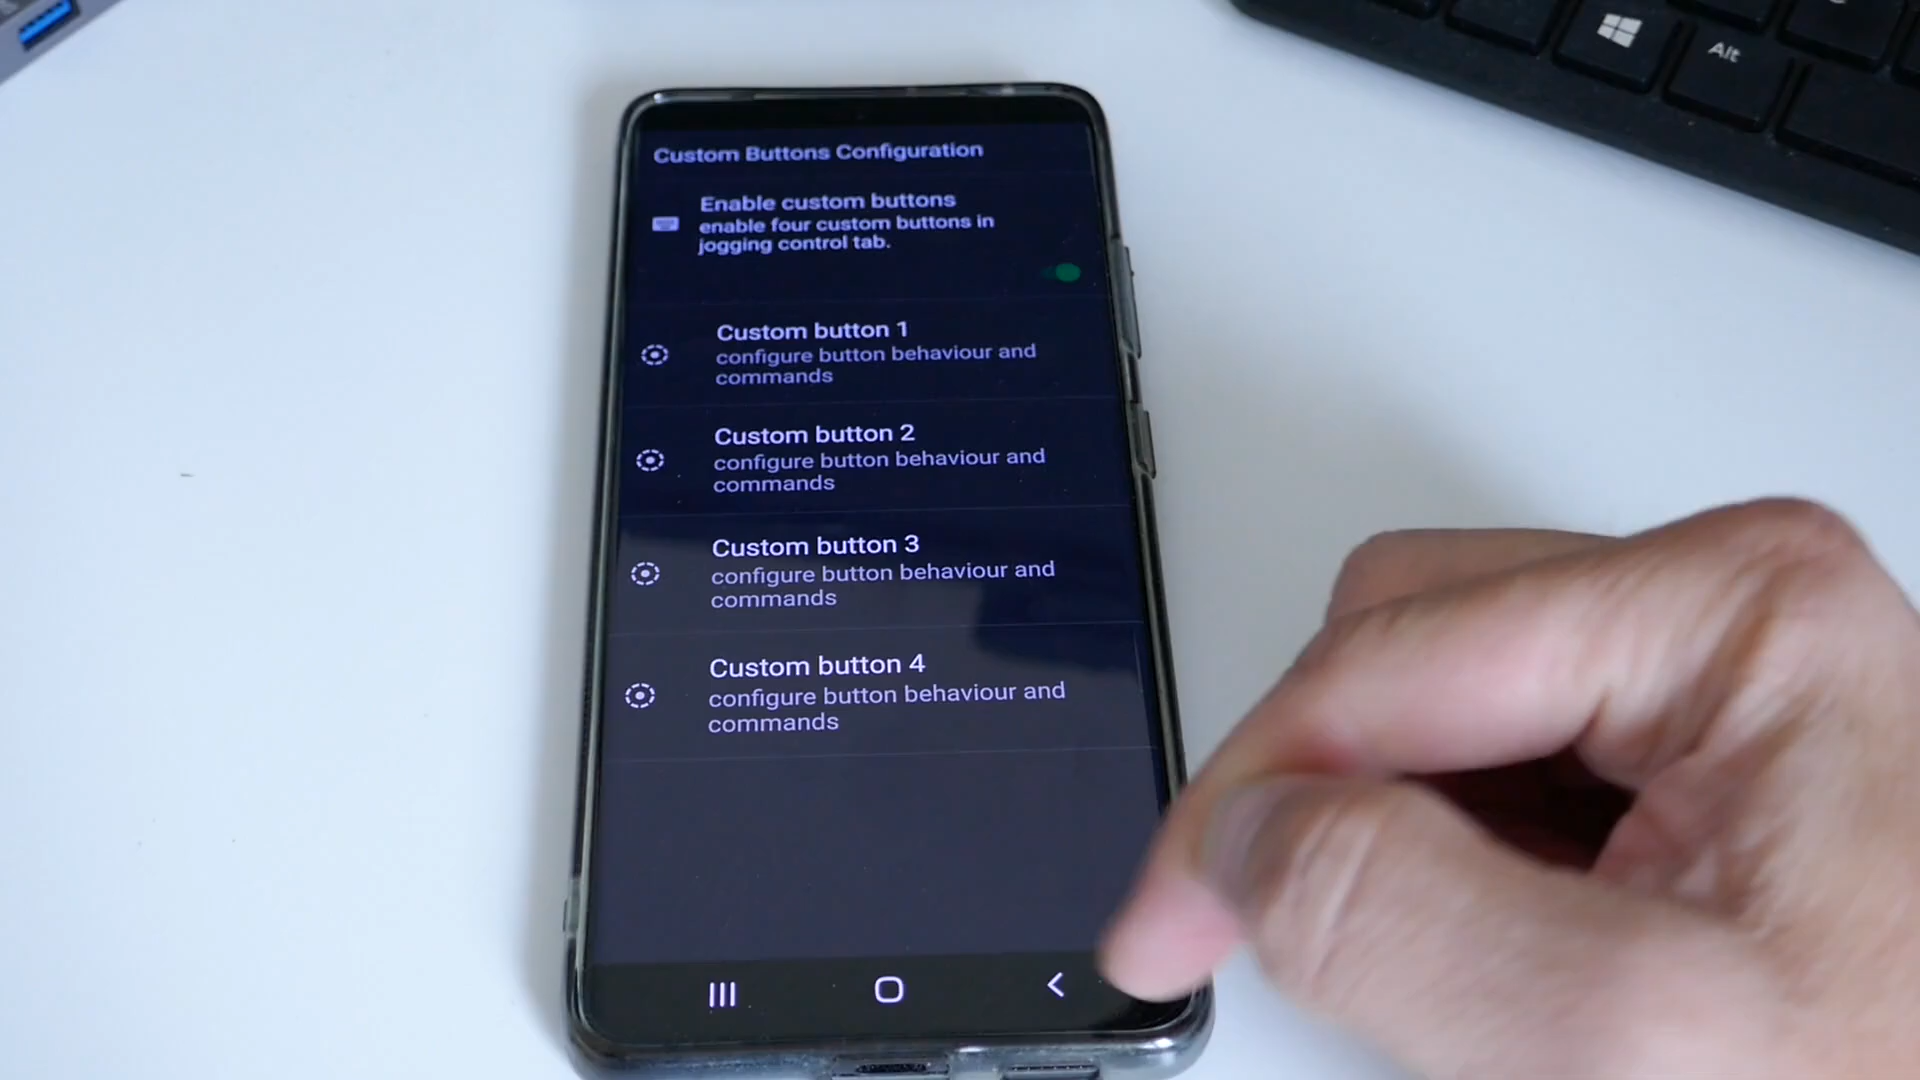 Alt
Custom Buttons Configuration
Enable custom buttons
enable four custom buttons in
jogging control tab.
Custom button 1
configure button behaviour and
commands
Custom button 2
configure button behaviour and
commands
Custom button 3
configure button behaviour and
commands
Custom button 4
configure button behaviour and
commands